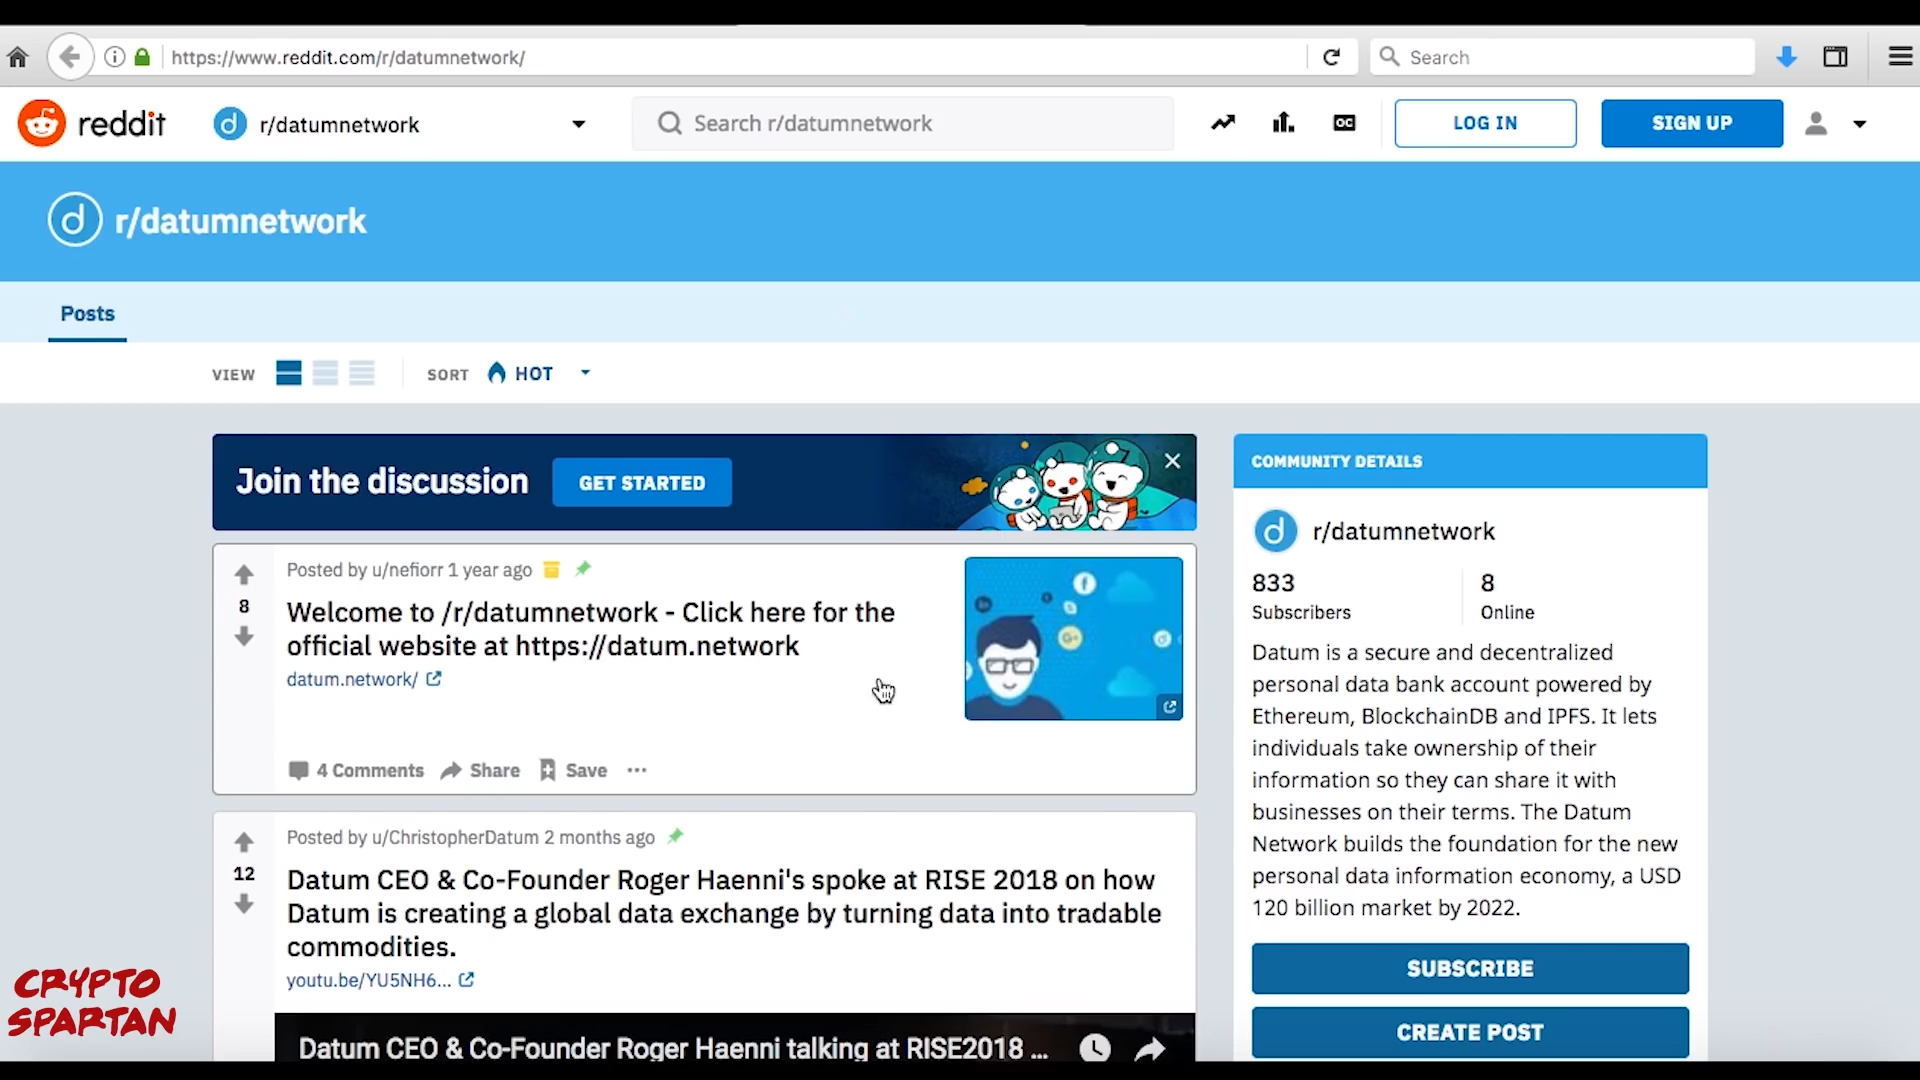 https://www.reddit.com/r/datumnetwork/
Search
reddit
r/datumnetwork
Search r/datumnetwork
OC
LOG IN
SIGN UP
r/datumnetwork
Posts
VIEW
SORT
HOT
Join the discussion
GET STARTED
COMMUNITY DETAILS
r/datumnetwork
833
Subscribers
8
Online
Datum is a secure and decentralized
personal data bank account powered by
Ethereum, BlockchainDB and IPFS. It lets
individuals take ownership of their
information so they can share it with
businesses on their terms. The Datum
Network builds the foundation for the new
personal data information economy, a USD
120 billion market by 2022.
SUBSCRIBE
CREATE POST
Posted by u/nefiorr 1 year ago
8
Welcome to /r/datumnetwork - Click here for the
official website at https://datum.network
datum.network/
4 Comments
Share
Save
Posted by u/ChristopherDatum 2 months ago
12
Datum CEO & Co-Founder Roger Haenni's spoke at RISE 2018 on how
Datum is creating a global data exchange by turning data into tradable
commodities.
youtu.be/YU5NH6...
Datum CEO & Co-Founder Roger Haenni talking at RISE2018 ...
CRYPTO
SPARTAN